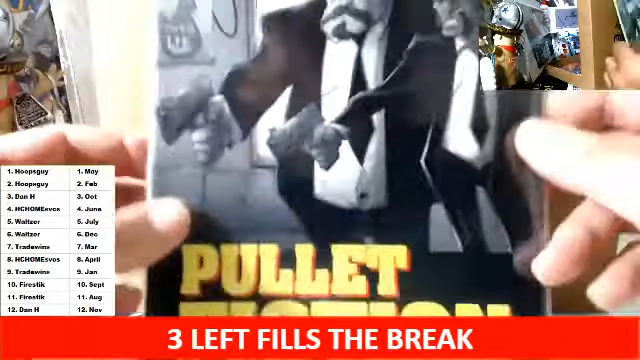 1. Hoopsguy 1. May
2. Hoopsguy 2. Feb
3. Dan H 3. Oct
4. HCHOMEsvcs 4. June
5. Waltzer 5. July
6. Waltzer 6. Dec
7. Tradewins 7. Mar
8. HCHOMEsvcs 8. April
9. Tradewins 9. Jan
10. Firestik 10. Sept
11. Firestik 11. Aug
12. Dan H 12. Nov
PULLET
3 LEFT FILLS THE BREAK